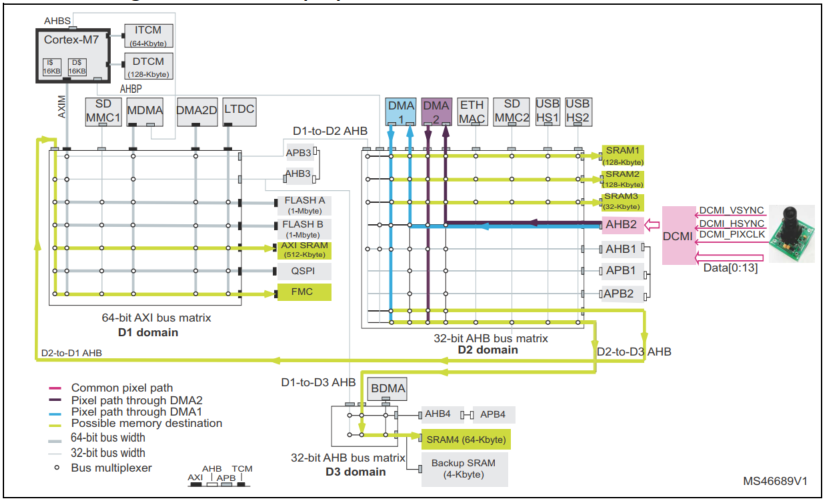 AHBS
Cortex-M7
I$
16KB
D$
16KB
ITCM
(64-Kbyte)
DTCM
(128-Kbyte)
AHBP
AXIM
SD
MMC1
MDMA
DMA2D
LTDC
DMA
1
DMA
2
ETH
MAC
SD
MMC2
USB
HS1
USB
HS2
D1-to-D2 AHB
APB3
AHB3
FLASH A
(1-Mbyte)
FLASH B
(1-Mbyte)
AXI SRAM
(512-Kbyte)
QSPI
FMC
SRAM1
(128-Kbyte)
SRAM2
(128-Kbyte)
SRAM3
(32-Kbyte)
AHB2
AHB1
APB1
APB2
DCMI
DCMI_VSYNC
DCMI_HSYNC
DCMI_PIXCLK
Data[0:13]
64-bit AXI bus matrix
D1 domain
32-bit AHB bus matrix
D2 domain
D2-to-D1 AHB
D2-to-D3 AHB
D1-to-D3 AHB
BDMA
AHB4
APB4
SRAM4 (64-Kbyte)
Backup SRAM
(4-Kbyte)
32-bit AHB bus matrix
D3 domain
Common pixel path
Pixel path through DMA2
Pixel path through DMA1
Possible memory destination
64-bit bus width
32-bit bus width
Bus multiplexer
AHB TCM
AXI APB
MS46689V1